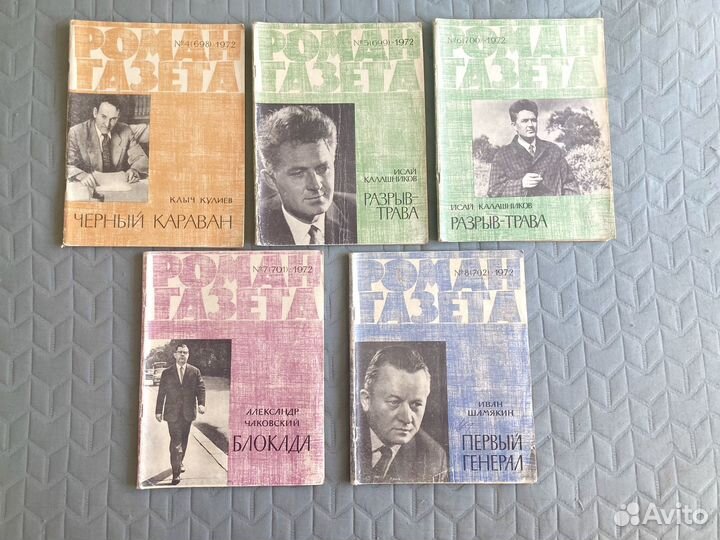 РОМАН
ГАЗЕТА
№4(698)·1972
КЛЫЧ КУЛИЕВ
ЧЕРНЫЙ КАРАВАН
РОМАН
ГАЗЕТА
№5(699)·1972
ИСАЙ
КАЛАШНИКОВ
РАЗРЫВ-
ТРАВА
РОМАН
ГАЗЕТА
№6(700)·1972
ИСАЙ КАЛАШНИКОВ
РАЗРЫВ-ТРАВА
РОМАН
ГАЗЕТА
№7(701)·1972
АЛЕКСАНДР
ЧАКОВСКИЙ
БЛОКАДА
РОМАН
ГАЗЕТА
№8(702)·1972
ИВАН
ШАМЯКИН
ПЕРВЫЙ
ГЕНЕРАЛ
Avito